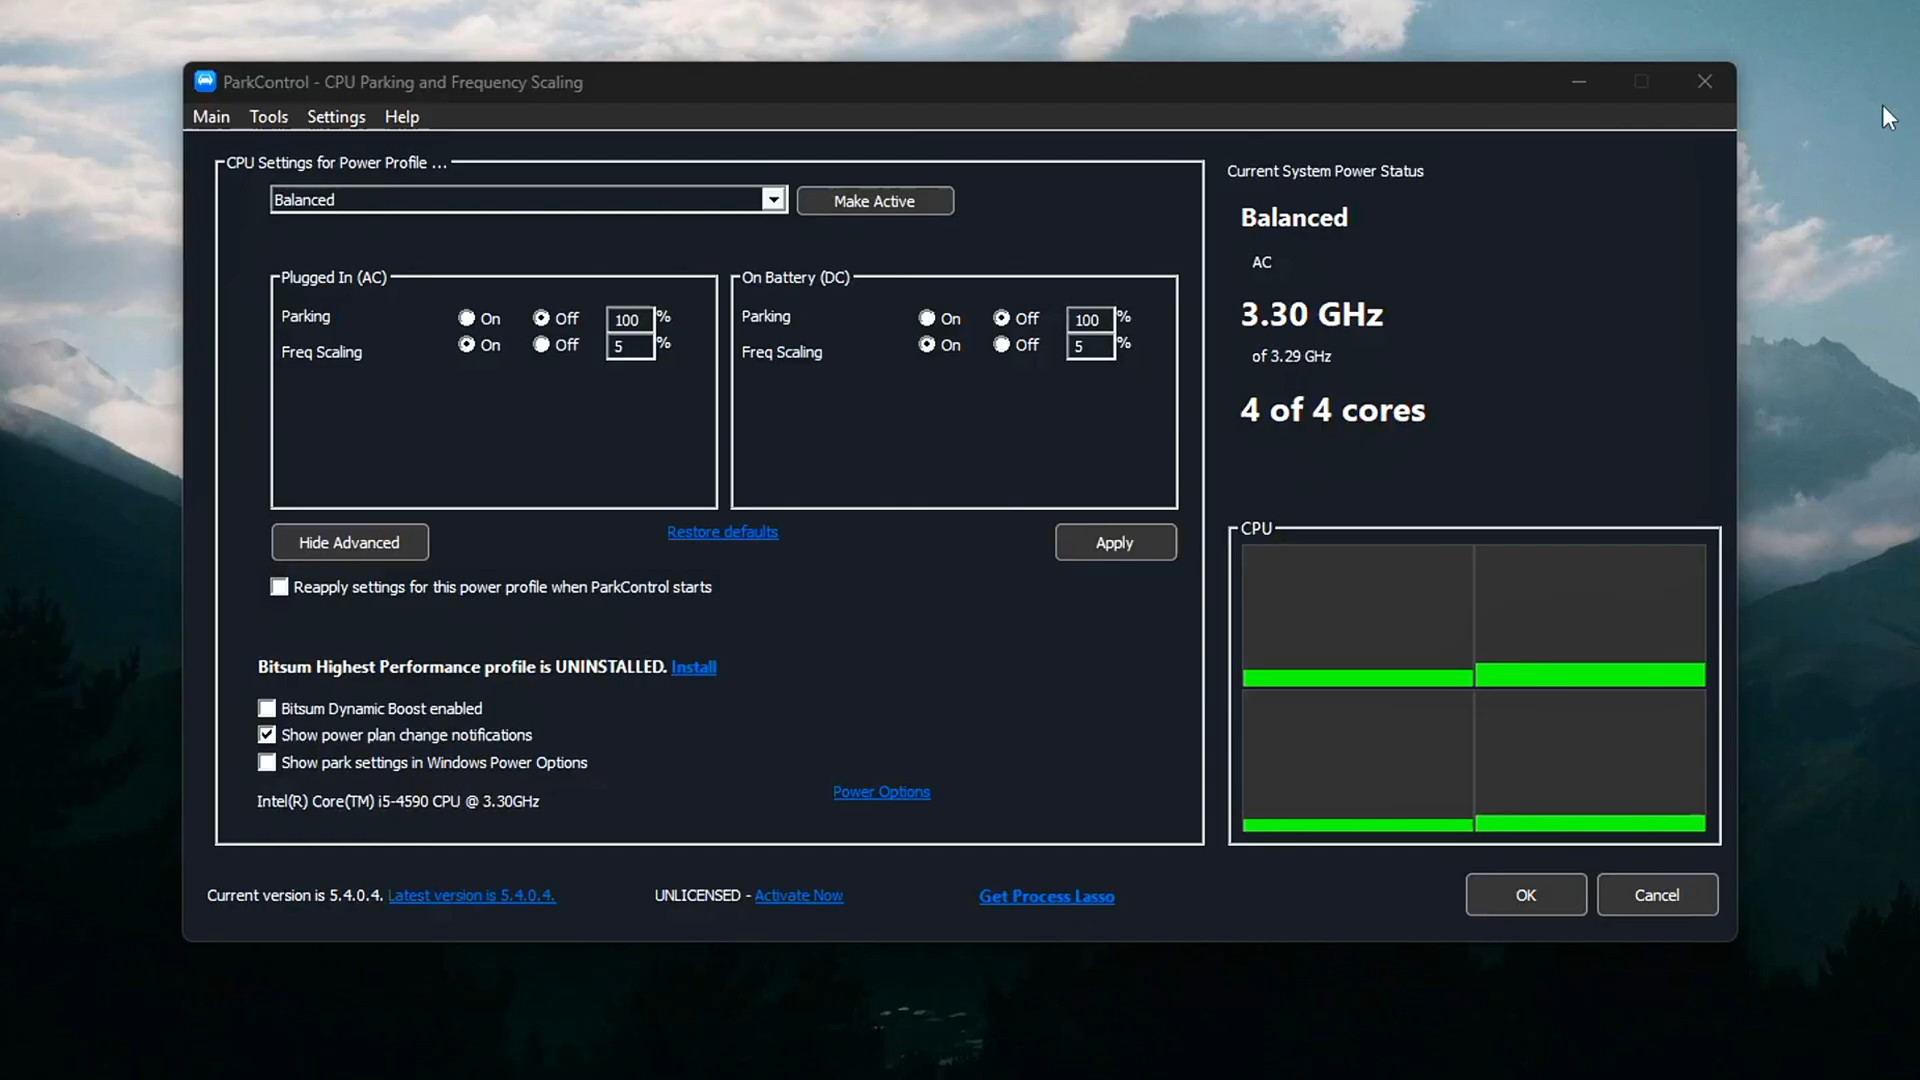 ParkControl - CPU Parking and Frequency Scaling
Main Tools Settings Help
CPU Settings for Power Profile ...
Balanced
Make Active
Plugged In (AC)
Parking On Off 100 %
Freq Scaling On Off 5 %
On Battery (DC)
Parking On Off 100 %
Freq Scaling On Off 5 %
Hide Advanced
Restore defaults
Apply
Reapply settings for this power profile when ParkControl starts
Bitsum Highest Performance profile is UNINSTALLED. Install
Bitsum Dynamic Boost enabled
Show power plan change notifications
Show park settings in Windows Power Options
Power Options
Intel(R) Core(TM) i5-4590 CPU @ 3.30GHz
Current System Power Status
Balanced
AC
3.30 GHz
of 3.29 GHz
4 of 4 cores
CPU
Current version is 5.4.0.4. Latest version is 5.4.0.4.
UNLICENSED - Activate Now
Get Process Lasso
OK
Cancel